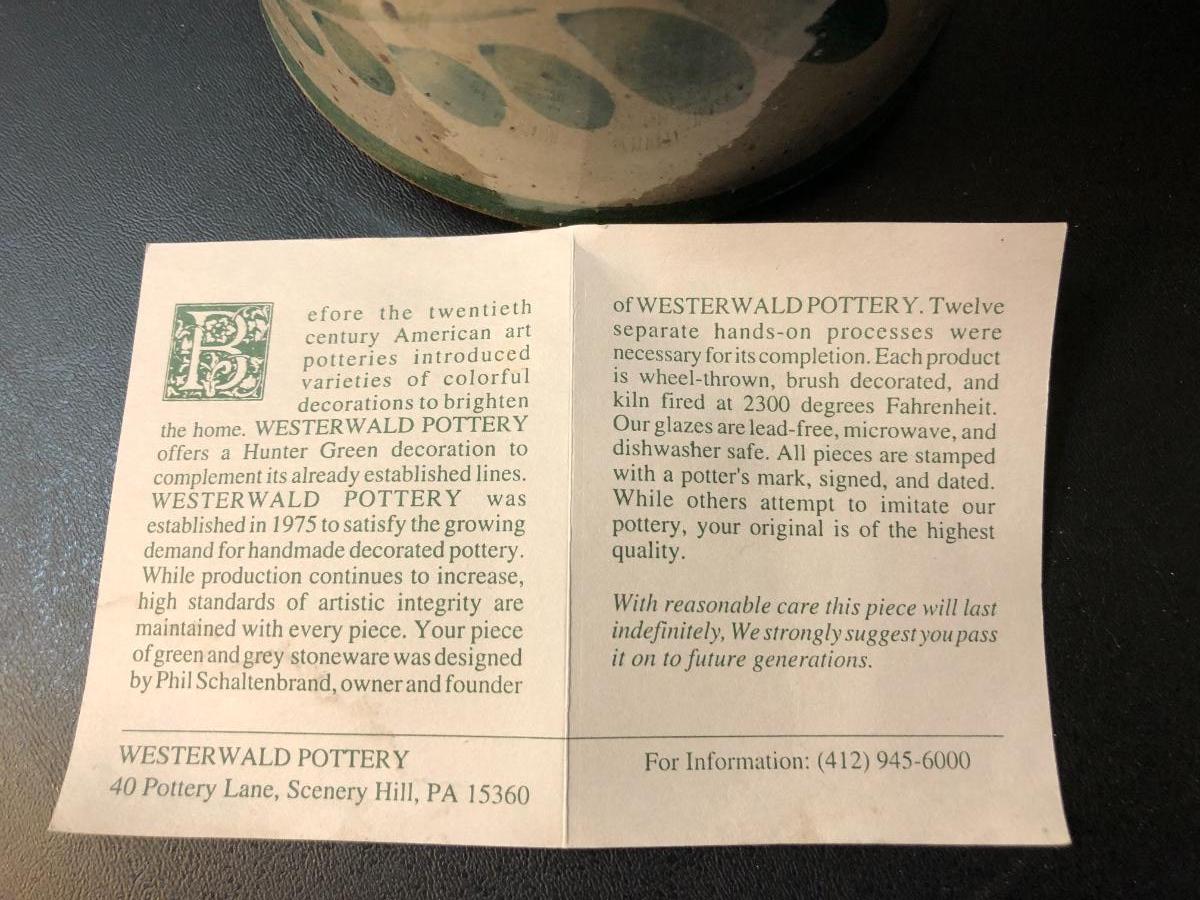 Before the twentieth
century American art
potteries introduced
varieties of colorful
decorations to brighten
the home. WESTERWALD POTTERY
offers a Hunter Green decoration to
complement its already established lines.
WESTERWALD POTTERY was
established in 1975 to satisfy the growing
demand for handmade decorated pottery.
While production continues to increase,
high standards of artistic integrity are
maintained with every piece. Your piece
of green and grey stoneware was designed
by Phil Schaltenbrand, owner and founder
of WESTERWALD POTTERY. Twelve
separate hands-on processes were
necessary for its completion. Each product
is wheel-thrown, brush decorated, and
kiln fired at 2300 degrees Fahrenheit.
Our glazes are lead-free, microwave, and
dishwasher safe. All pieces are stamped
with a potter's mark, signed, and dated.
While others attempt to imitate our
pottery, your original is of the highest
quality.
With reasonable care this piece will last
indefinitely, We strongly suggest you pass
it on to future generations.
WESTERWALD POTTERY
40 Pottery Lane, Scenery Hill, PA 15360
For Information: (412) 945-6000